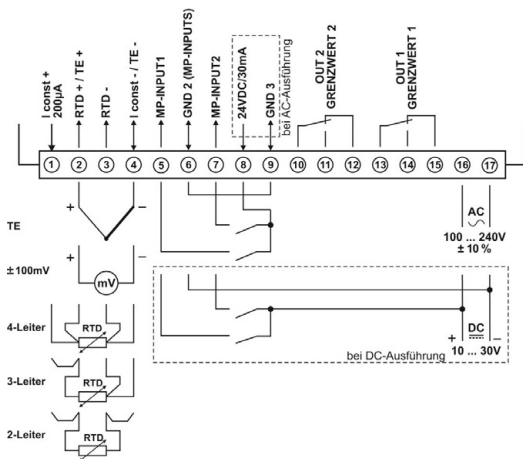 I const +
200µA
RTD + / TE +
RTD -
I const - / TE -
MP-INPUT1
GND 2 (MP-INPUTS)
MP-INPUT2
24VDC/30mA
GND 3
bei AC-Ausführung
OUT 2
GRENZWERT 2
OUT 1
GRENZWERT 1
1 2 3 4 5 6 7 8 9 10 11 12 13 14 15 16 17
TE
+ −
AC
100 ... 240V
± 10 %
±100mV
+ −
mV
4-Leiter
RTD
+ DC −
10 ... 30V
bei DC-Ausführung
3-Leiter
RTD
2-Leiter
RTD